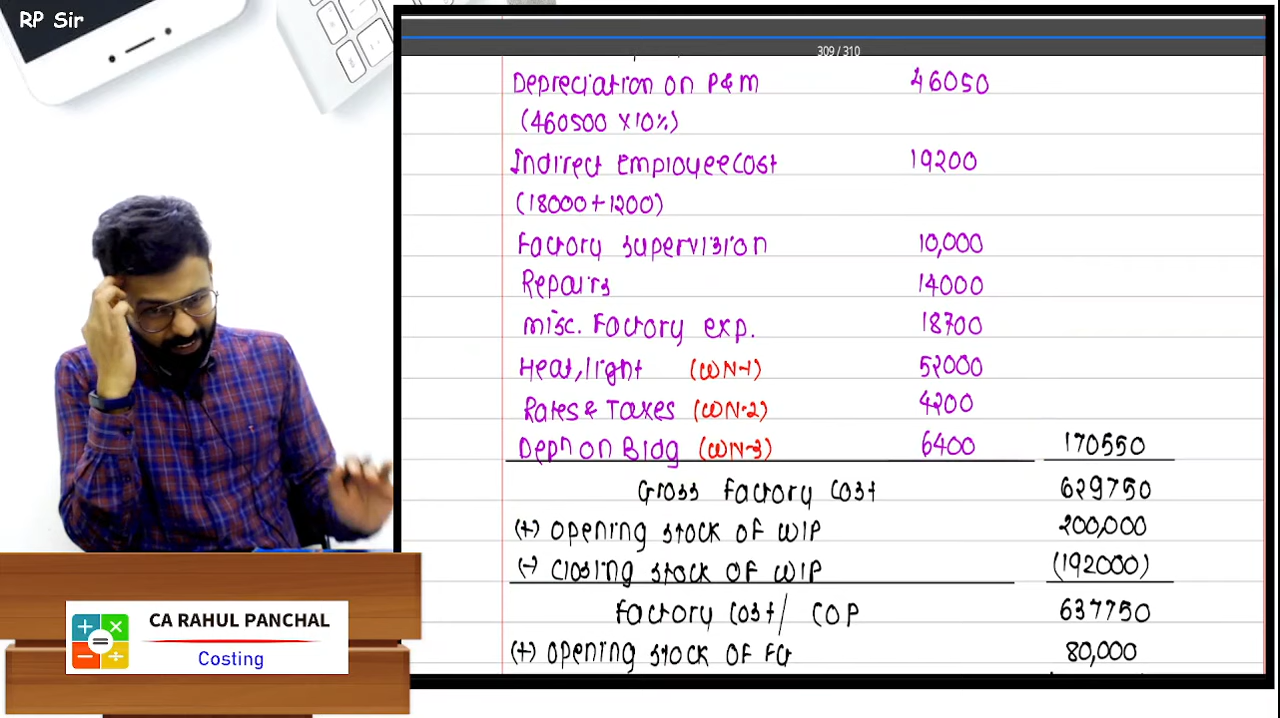 RP Sir
309 / 310
Depreciation on P&M 46050
(460500 X10%)
Indirect Employee Cost 19200
(18000+1200)
Factory supervision 10,000
Repairs 14000
misc. Factory exp. 18700
Heat, light (WN-1) 52000
Rates & Taxes (WN-2) 4200
Depn on Bldg (WN-3) 6400 170550
Gross Factory Cost 629750
(+) opening stock of WIP 200,000
(-) closing stock of WIP (192000)
Factory Cost/ COP 637750
(+) opening stock of FG 80,000
CA RAHUL PANCHAL
Costing